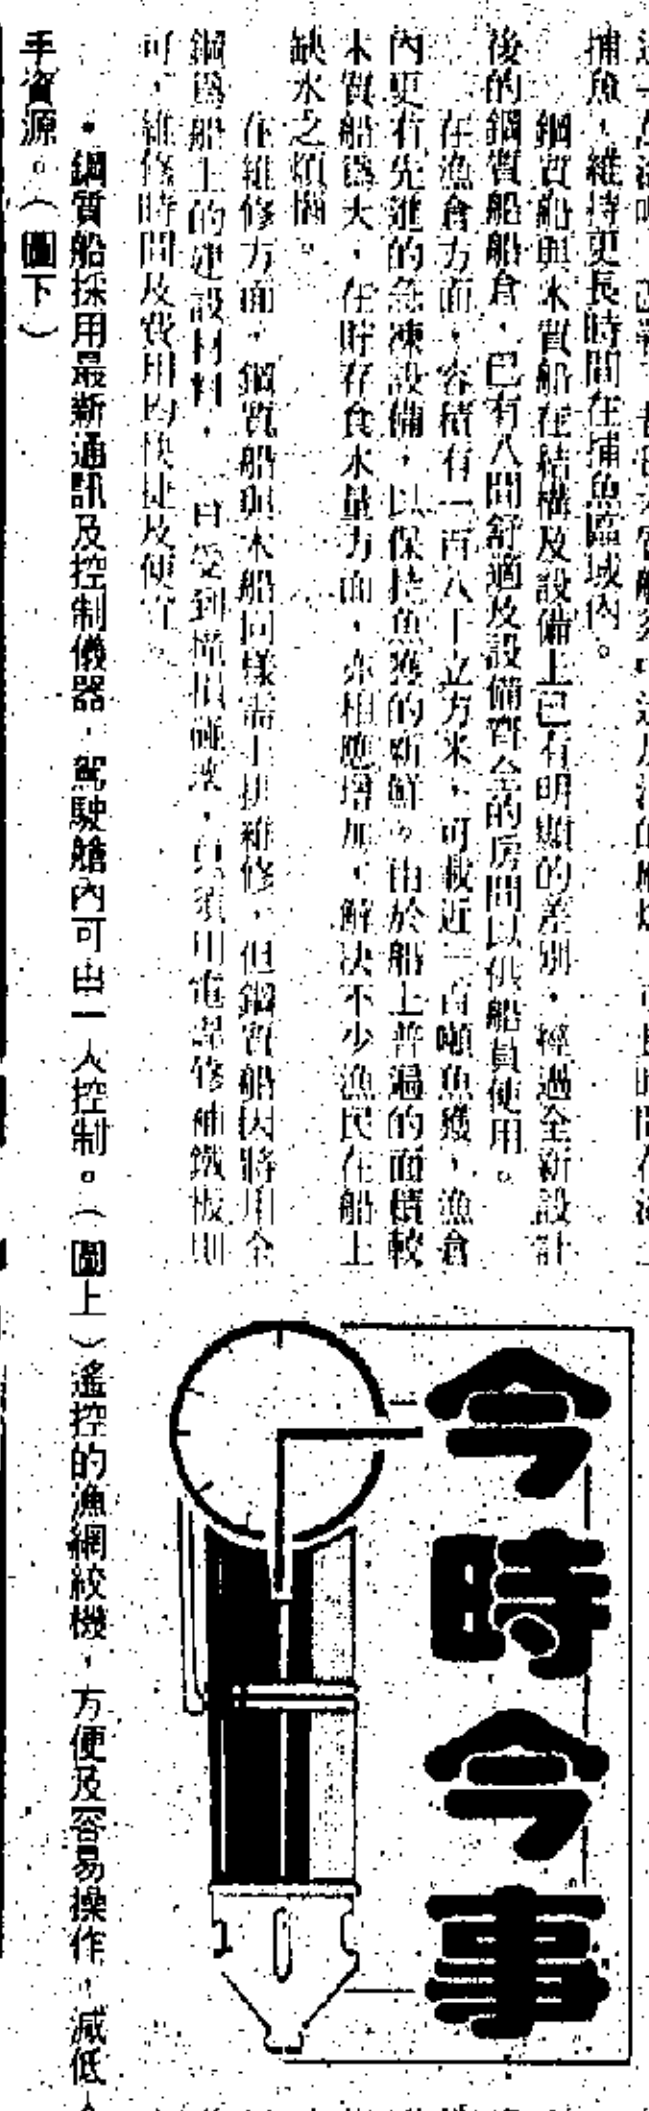 捕魚，維持更長時間在捕魚區域內。
鋼質船與木質船在結構及設備上已有明顯的差別，經過全新設計
後的鋼質船船倉，已有八間舒適及設備齊全的房間以供船員使用。
在漁倉方面，容積有一百八十立方米，可載近一百噸魚獲，漁倉
內更有先進的急凍設備，以保持魚獲的新鮮。由於船上普遍的面積較
木質船為大，在貯存食水量方面，亦相應增加，解決不少漁民在船上
缺水之煩惱。
在維修方面，鋼質船與木船同樣需上排維修，但鋼質船因將用全
鋼為船上的建設材料，一旦受到撞損碰湥，只須用電焊修補鐵板則
可，維修時間及費用均快捷及便宜。
•鋼質船採用最新通訊及控制儀器，駕駛艙內可由一人控制。（圖上）遙控的漁網絞機，方便及容易操作，減低人
手資源。（圖下）
今時今事